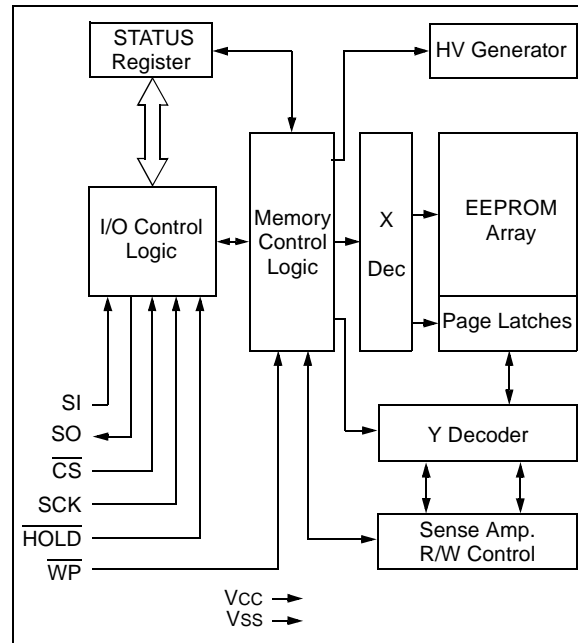 STATUS
Register
HV Generator
I/O Control
Logic
Memory
Control
Logic
X
Dec
EEPROM
Array
Page Latches
SI
SO
CS
SCK
HOLD
WP
Y Decoder
Sense Amp.
R/W Control
VCC
VSS